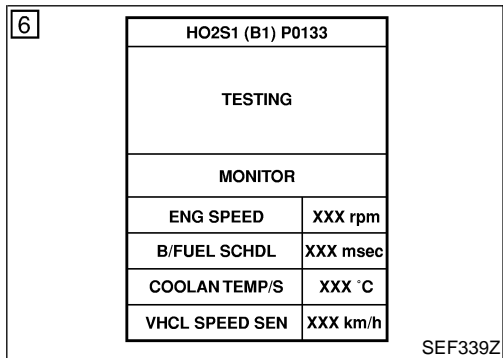 6
HO2S1 (B1) P0133
TESTING
MONITOR
ENG SPEED XXX rpm
B/FUEL SCHDL XXX msec
COOLAN TEMP/S XXX °C
VHCL SPEED SEN XXX km/h
SEF339Z